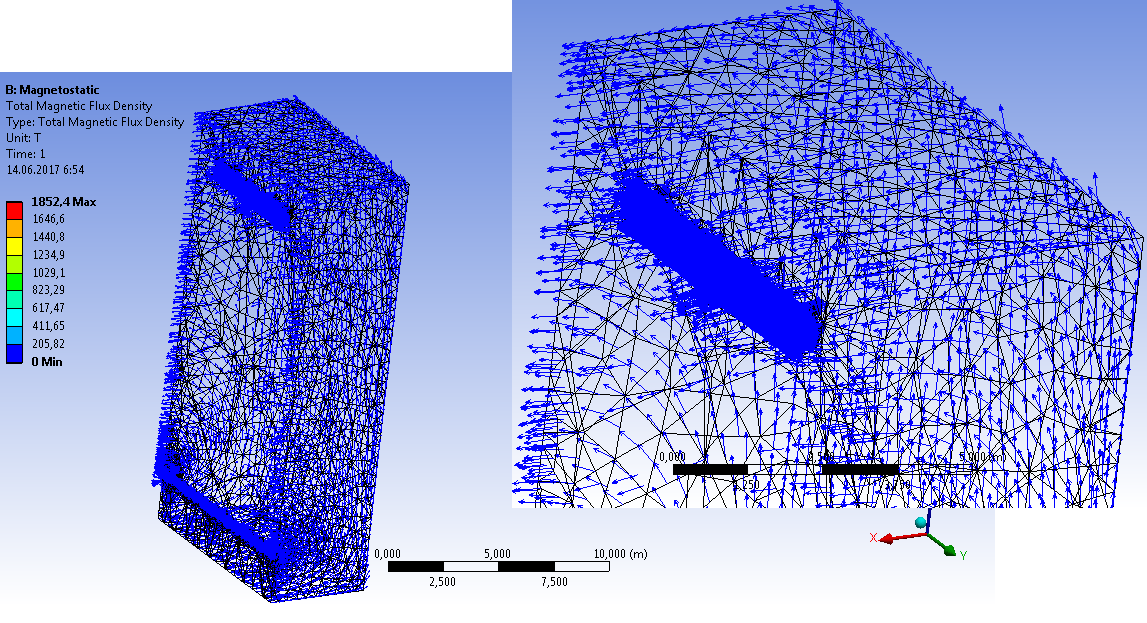 B: Magnetostatic
Total Magnetic Flux Density
Type: Total Magnetic Flux Density
Unit: T
Time: 1
14.06.2017 6:54
1852,4 Max
1646,6
1440,8
1234,9
1029,1
823,29
617,47
411,65
205,82
0 Min
0,000
0,000 5,000 10,000 (m)
2,500 7,500
X
Y